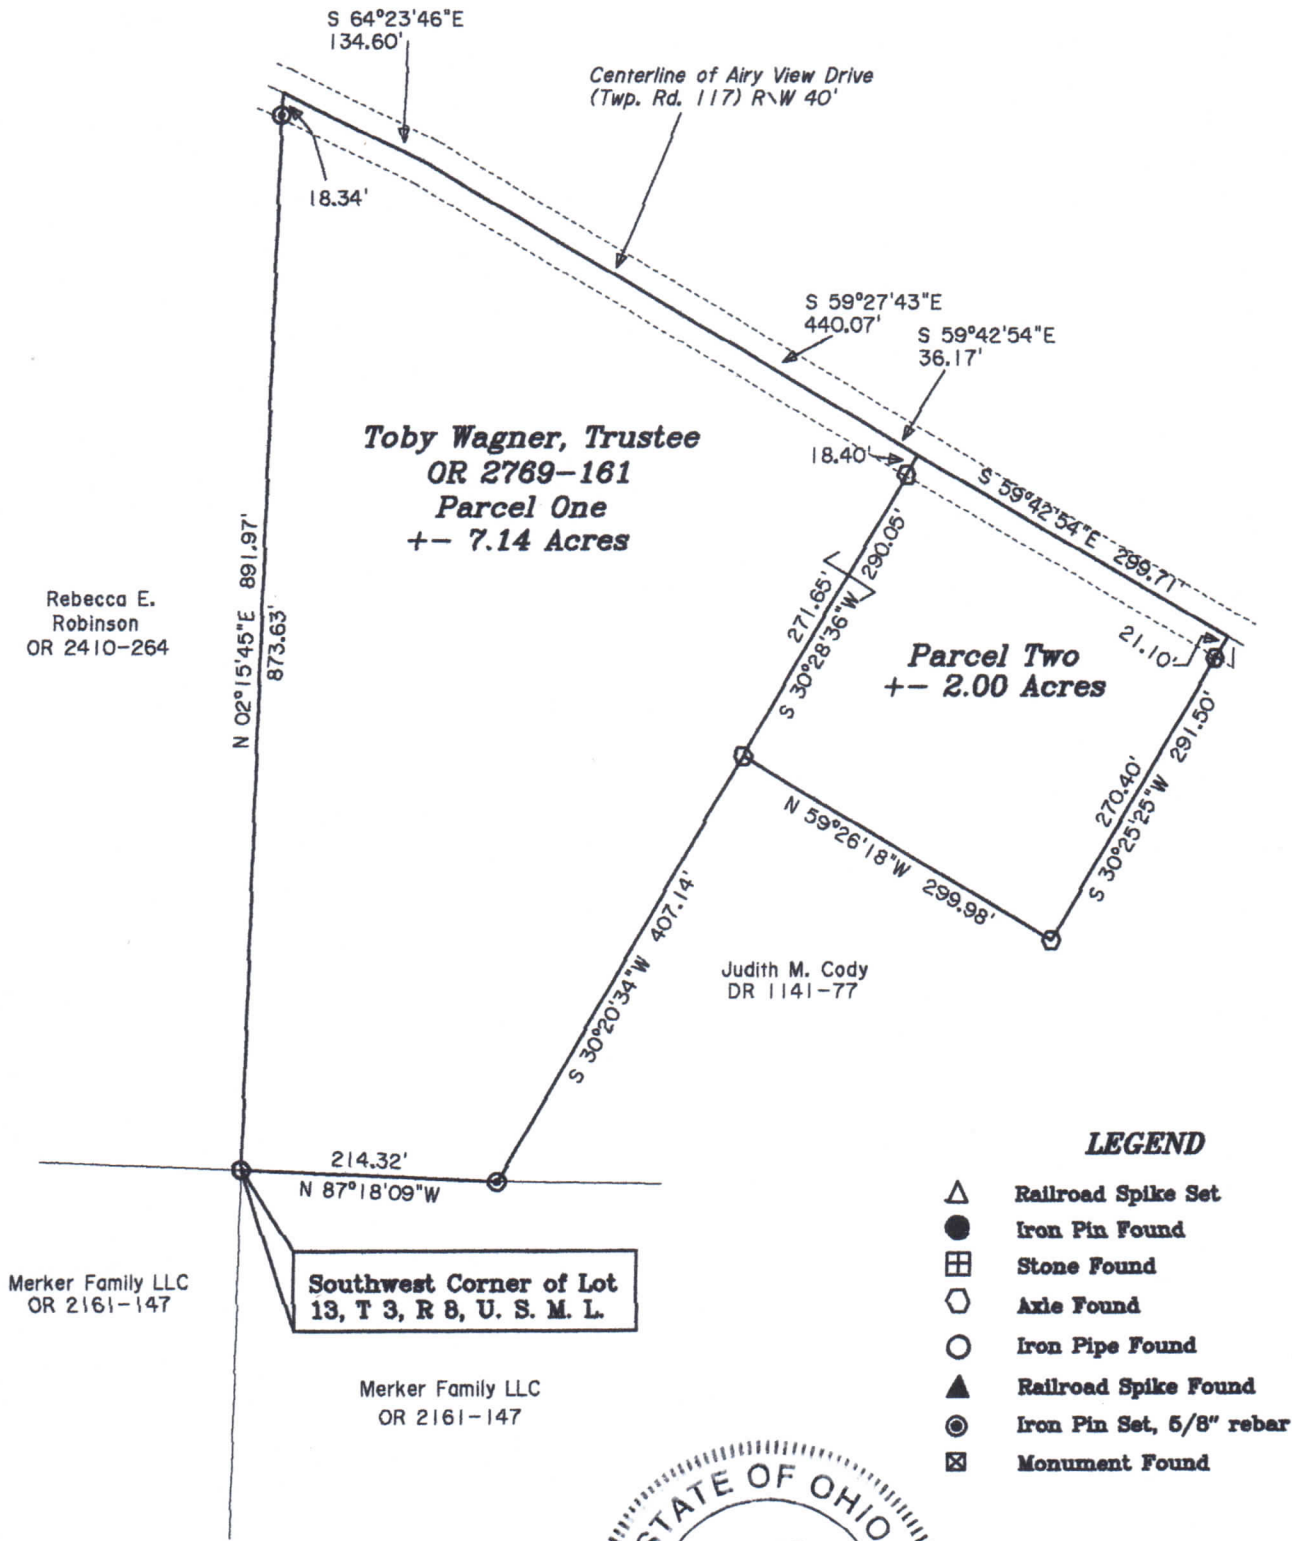 S 64°23'46"E
134.60'
Centerline of Airy View Drive
(Twp. Rd. 117) R\W 40'
18.34'
S 59°27'43"E
440.07'
S 59°42'54"E
36.17'
18.40'
S 59°42'54"E 299.71'
Toby Wagner, Trustee
OR 2769-161
Parcel One
+- 7.14 Acres
N 02°15'45"E 891.97'
873.63'
Rebecca E.
Robinson
OR 2410-264
271.65'
S 30°28'36"W 290.05'
21.10'
Parcel Two
+- 2.00 Acres
270.40'
S 30°25'25"W 291.50'
N 59°26'18"W 299.98'
S 30°20'34"W 407.14'
Judith M. Cody
DR 1141-77
214.32'
N 87°18'09"W
Southwest Corner of Lot
13, T 3, R 8, U. S. M. L.
Merker Family LLC
OR 2161-147
Merker Family LLC
OR 2161-147
LEGEND
Railroad Spike Set
Iron Pin Found
Stone Found
Axle Found
Iron Pipe Found
Railroad Spike Found
Iron Pin Set, 5/8" rebar
Monument Found
STATE OF OHIO